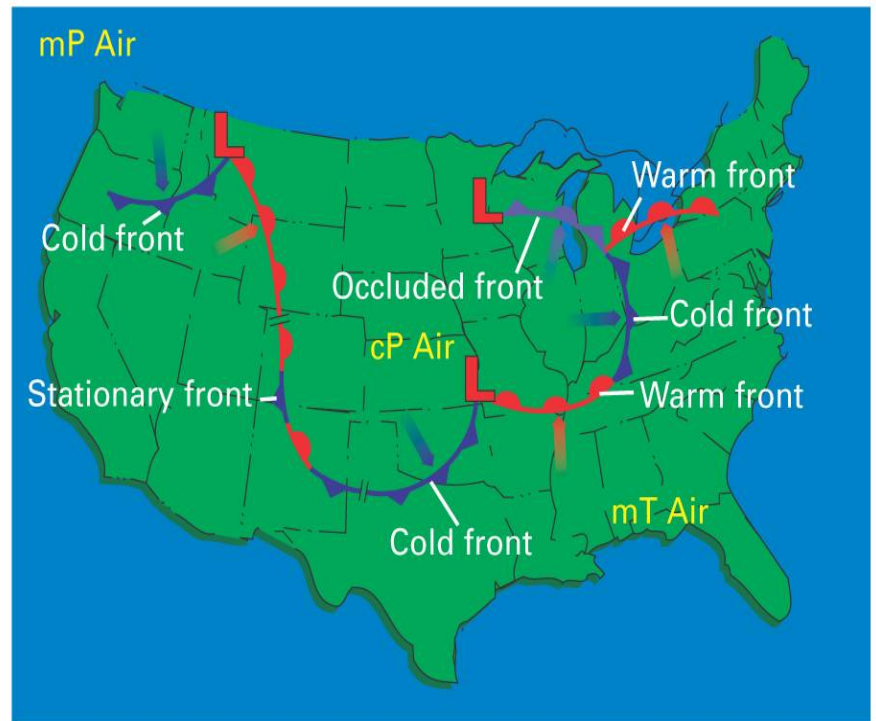 mP Air
L
L
Warm front
Cold front
Occluded front
Cold front
cP Air
L
Stationary front
Warm front
mT Air
Cold front